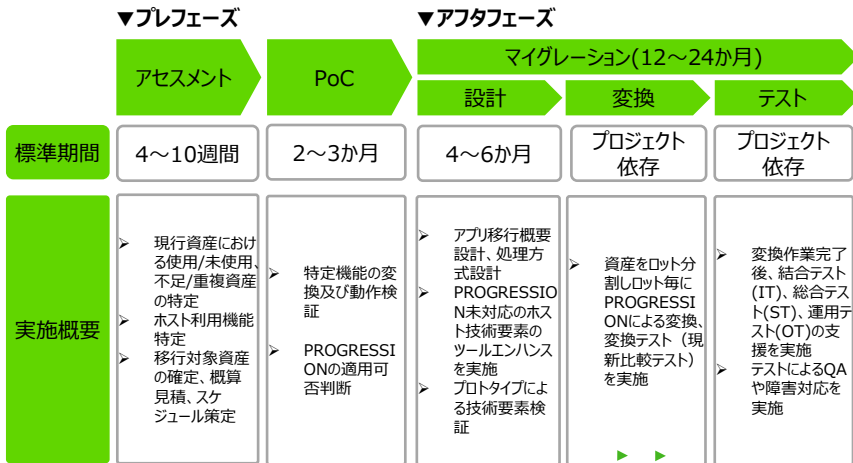 ▼プレフェーズ
▼アフタフェーズ
アセスメント
PoC
マイグレーション(12～24か月)
設計
変換
テスト
標準期間
4～10週間
2～3か月
4～6か月
プロジェクト
依存
プロジェクト
依存
実施概要
➢ 現行資産におけ
る使用/未使用、
不足/重複資産
の特定
➢ ホスト利用機能
特定
➢ 移行対象資産
の確定、概算
見積、スケ
ジュール策定
➢ 特定機能の変
換及び動作検
証
➢ PROGRESSI
ONの適用可
否判断
➢ アプリ移行概要
設計、処理方
式設計
➢ PROGRESSIO
N未対応のホス
ト技術要素の
ツールエンハンス
を実施
➢ プロトタイプによ
る技術要素検
証
➢ 資産をロット分
割しロット毎に
PROGRESSI
ONによる変換、
変換テスト（現
新比較テスト）
を実施
➢ 変換作業完了
後、結合テスト
(IT)、総合テス
ト(ST)、運用テ
スト(OT)の支
援を実施
➢ テストによるQA
や障害対応を
実施